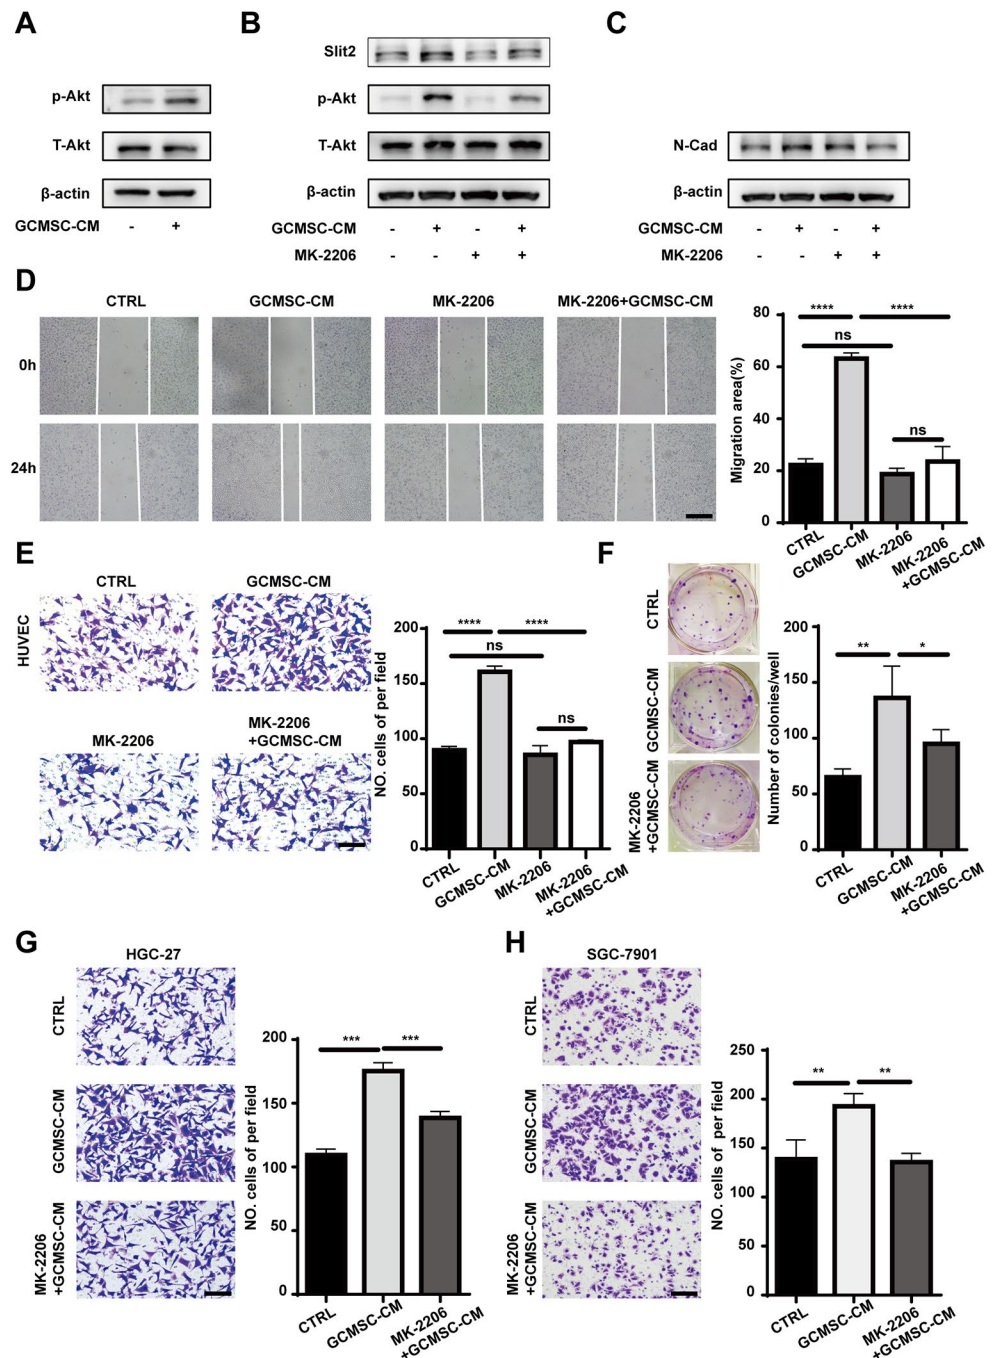 A
p-Akt
T-Akt
β-actin
GCMSC-CM - +
B
Slit2
p-Akt
T-Akt
β-actin
GCMSC-CM - + - +
MK-2206 - - + +
C
N-Cad
β-actin
GCMSC-CM - + - +
MK-2206 - - + +
D
CTRL GCMSC-CM MK-2206 MK-2206+GCMSC-CM
0h
24h
Migration area(%)
80
60
40
20
0
**** ****
ns
ns
CTRL
GCMSC-CM
MK-2206
MK-2206
+GCMSC-CM
E
HUVEC
CTRL GCMSC-CM
MK-2206
MK-2206
+GCMSC-CM
NO. cells of per field
200
150
100
50
0
**** ****
ns
ns
CTRL
GCMSC-CM
MK-2206
MK-2206
+GCMSC-CM
F
CTRL
GCMSC-CM
MK-2206
+GCMSC-CM
Number of colonies/well
200
150
100
50
0
** *
CTRL
GCMSC-CM
MK-2206
+GCMSC-CM
G
HGC-27
CTRL
GCMSC-CM
MK-2206
+GCMSC-CM
NO. cells of per field
200
150
100
50
0
*** ***
CTRL
GCMSC-CM
MK-2206
+GCMSC-CM
H
SGC-7901
CTRL
GCMSC-CM
MK-2206
+GCMSC-CM
NO. cells of per field
250
200
150
100
50
0
** **
CTRL
GCMSC-CM
MK-2206
+GCMSC-CM